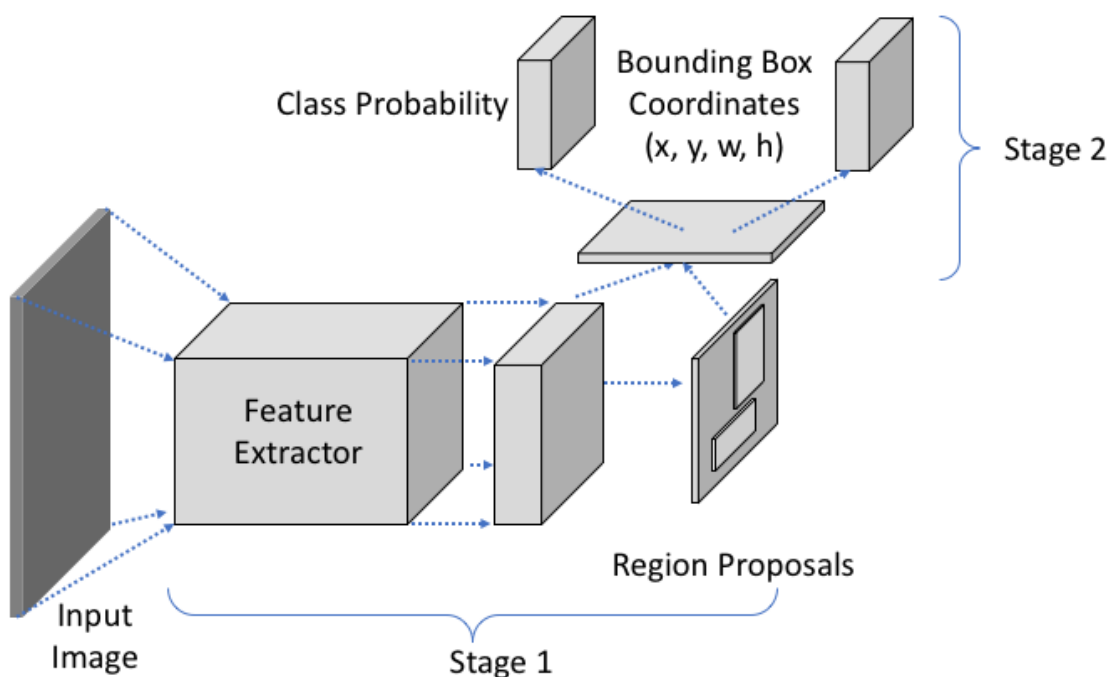 Class Probability
Bounding Box
Coordinates
(x, y, w, h)
Stage 2
Feature
Extractor
Region Proposals
Input
Image
Stage 1